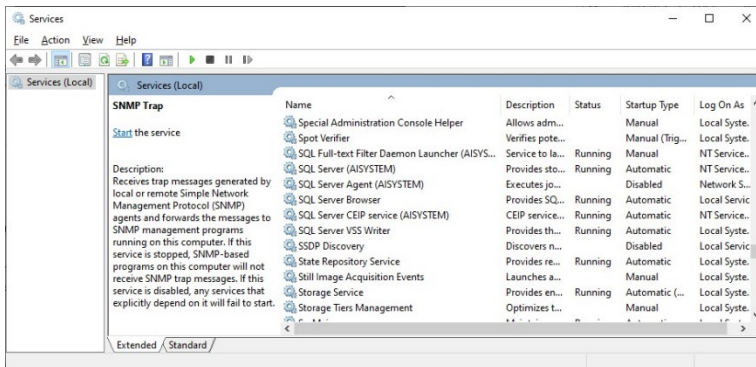 Services
File Action View Help
Services (Local)
Services (Local)
SNMP Trap
Start the service
Description:
Receives trap messages generated by
local or remote Simple Network
Management Protocol (SNMP)
agents and forwards the messages to
SNMP management programs
running on this computer. If this
service is stopped, SNMP-based
programs on this computer will not
receive SNMP trap messages. If this
service is disabled, any services that
explicitly depend on it will fail to start.
Name Description Status Startup Type Log On As
Special Administration Console Helper Allows adm... Manual Local Syste.
Spot Verifier Verifies pote... Manual (Trig... Local Syste.
SQL Full-text Filter Daemon Launcher (AISYS... Service to la... Running Manual NT Service..
SQL Server (AISYSTEM) Provides sto... Running Automatic NT Service..
SQL Server Agent (AISYSTEM) Executes jo... Disabled Network S...
SQL Server Browser Provides SQ... Running Automatic Local Servic
SQL Server CEIP service (AISYSTEM) CEIP service... Running Automatic NT Service..
SQL Server VSS Writer Provides th... Running Automatic Local Syste.
SSDP Discovery Discovers n... Disabled Local Servic
State Repository Service Provides re... Running Automatic Local Syste.
Still Image Acquisition Events Launches a... Manual Local Syste.
Storage Service Provides en... Running Automatic (... Local Syste.
Storage Tiers Management Optimizes t... Manual Local Syste.
Extended Standard